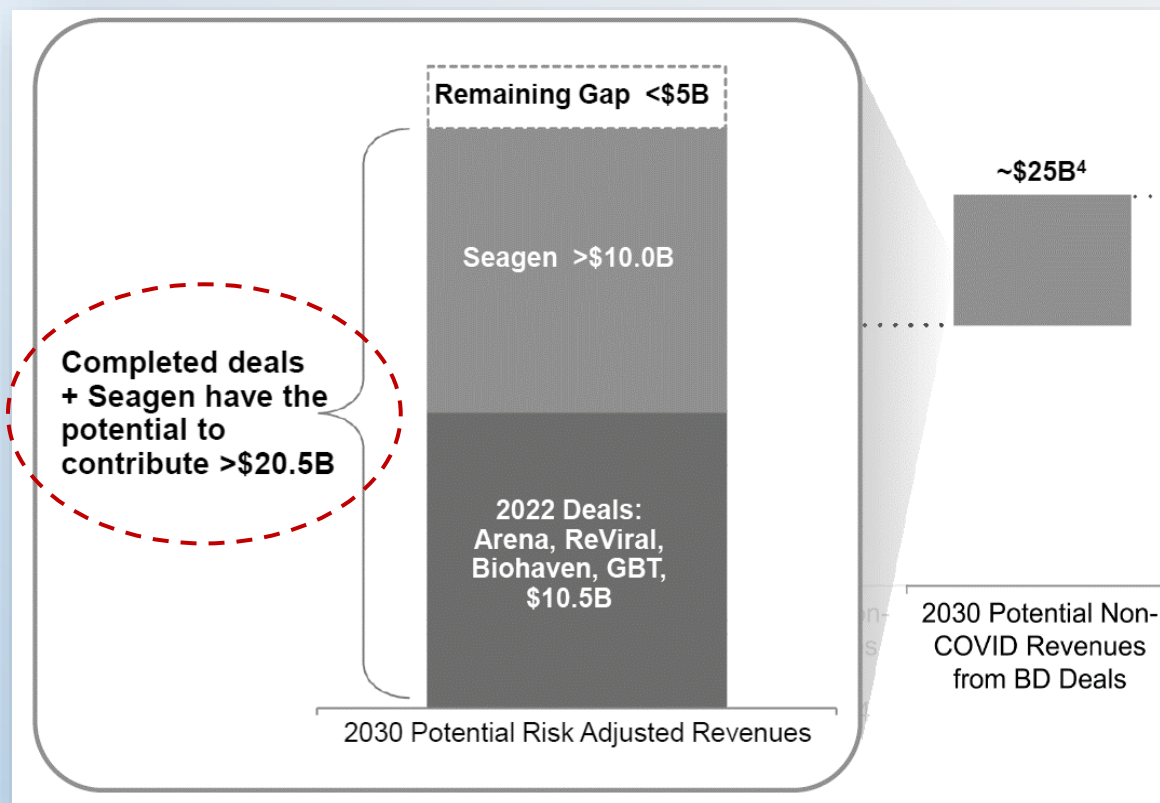 Remaining Gap <$5B
Seagen >$10.0B
Completed deals
+ Seagen have the
potential to
contribute >$20.5B
2022 Deals:
Arena, ReViral,
Biohaven, GBT,
$10.5B
2030 Potential Risk Adjusted Revenues
~$25B⁴
2030 Potential Non-
COVID Revenues
from BD Deals